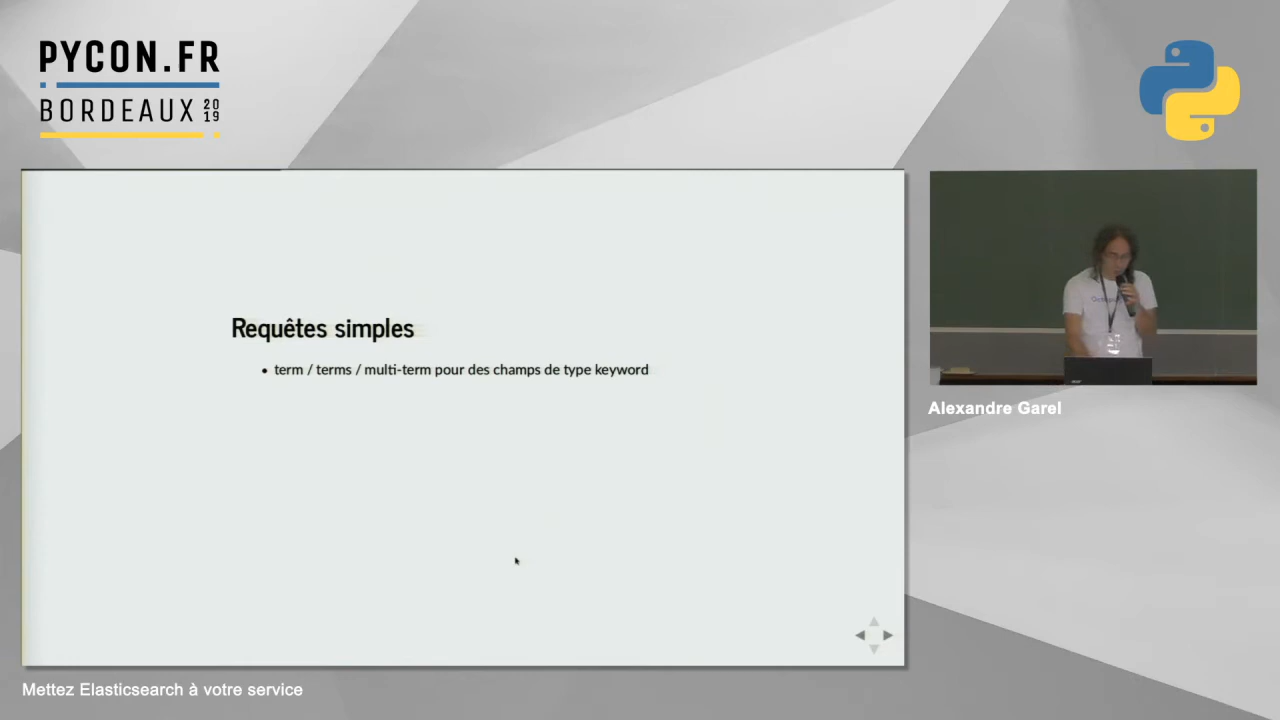 PYCON.FR
BORDEAUX 2019
Requêtes simples
• term / terms / multi-term pour des champs de type keyword
Alexandre Garel
Mettez Elasticsearch à votre service